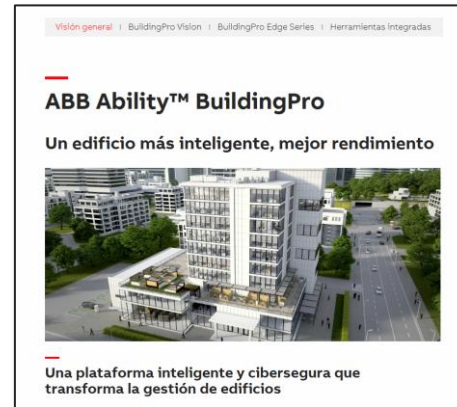 Visión general | BuildingPro Vision | BuildingPro Edge Series | Herramientas integradas
ABB Ability™ BuildingPro
Un edificio más inteligente, mejor rendimiento
Una plataforma inteligente y cibersegura que
transforma la gestión de edificios